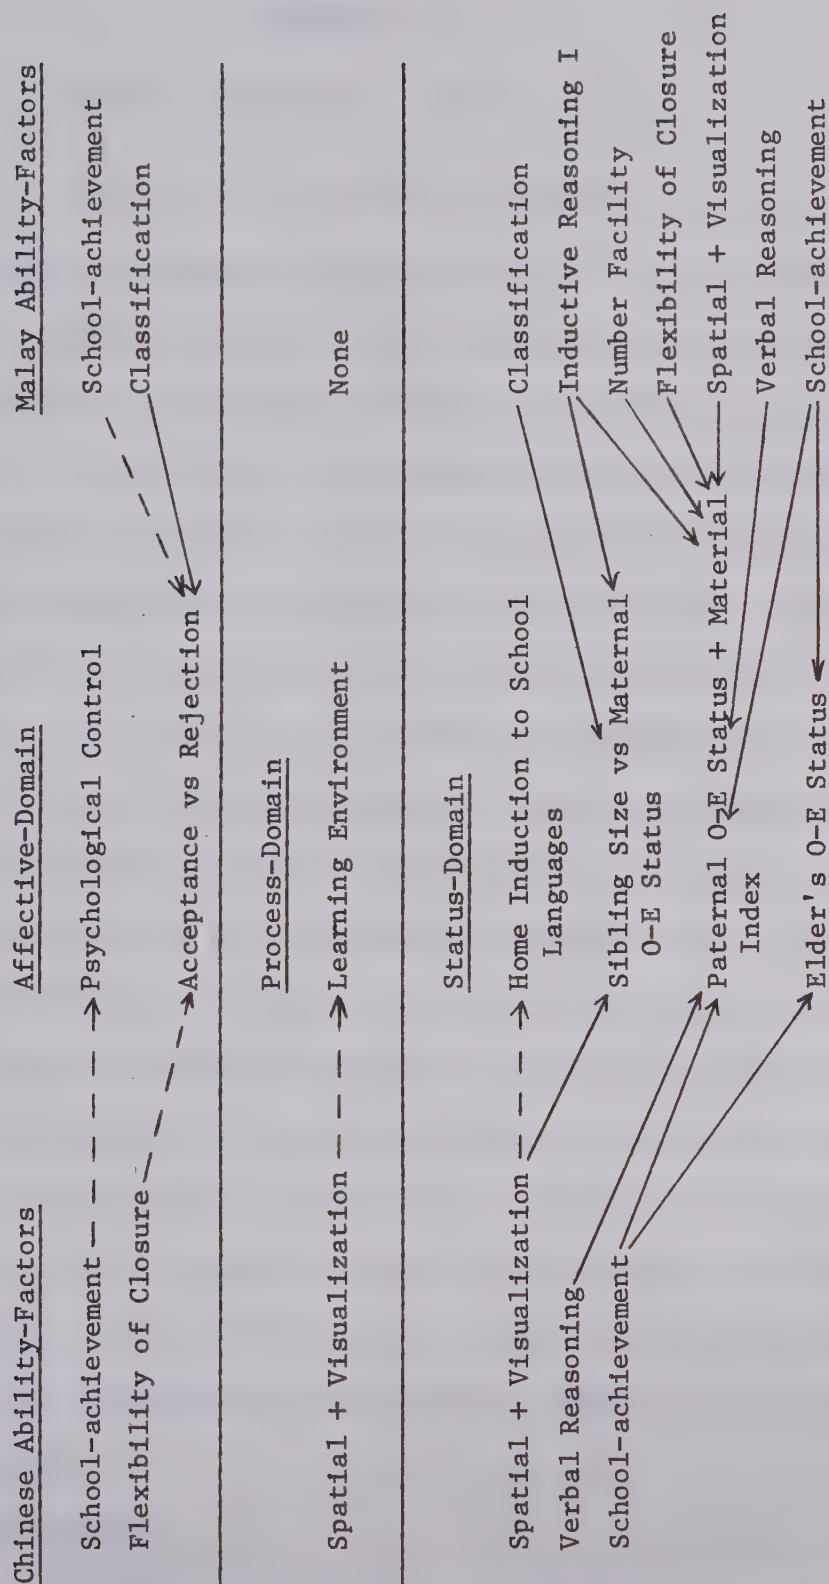 Chinese Ability-Factors Affective-Domain Malay Ability-Factors
School-achievement Psychological Control School-achievement
Flexibility of Closure Acceptance vs Rejection Classification
Process-Domain
Spatial + Visualization Learning Environment None
Status-Domain
Spatial + Visualization Home Induction to School Classification
Languages Inductive Reasoning I
Verbal Reasoning Sibling Size vs Maternal Number Facility
School-achievement O-E Status Flexibility of Closure
Paternal O-E Status + Material Spatial + Visualization
Index Verbal Reasoning
Elder's O-E Status School-achievement